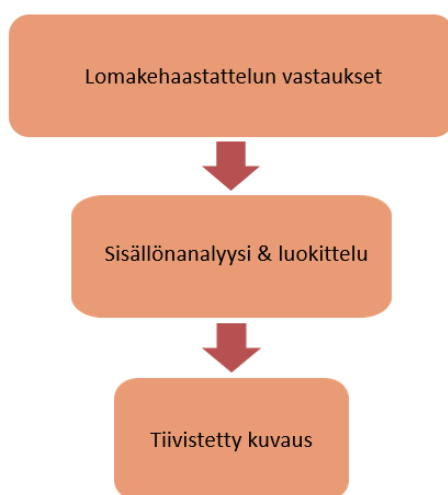 Lomakehaastattelun vastaukset
Sisällönanalyysi & luokittelu
Tiivistetty kuvaus